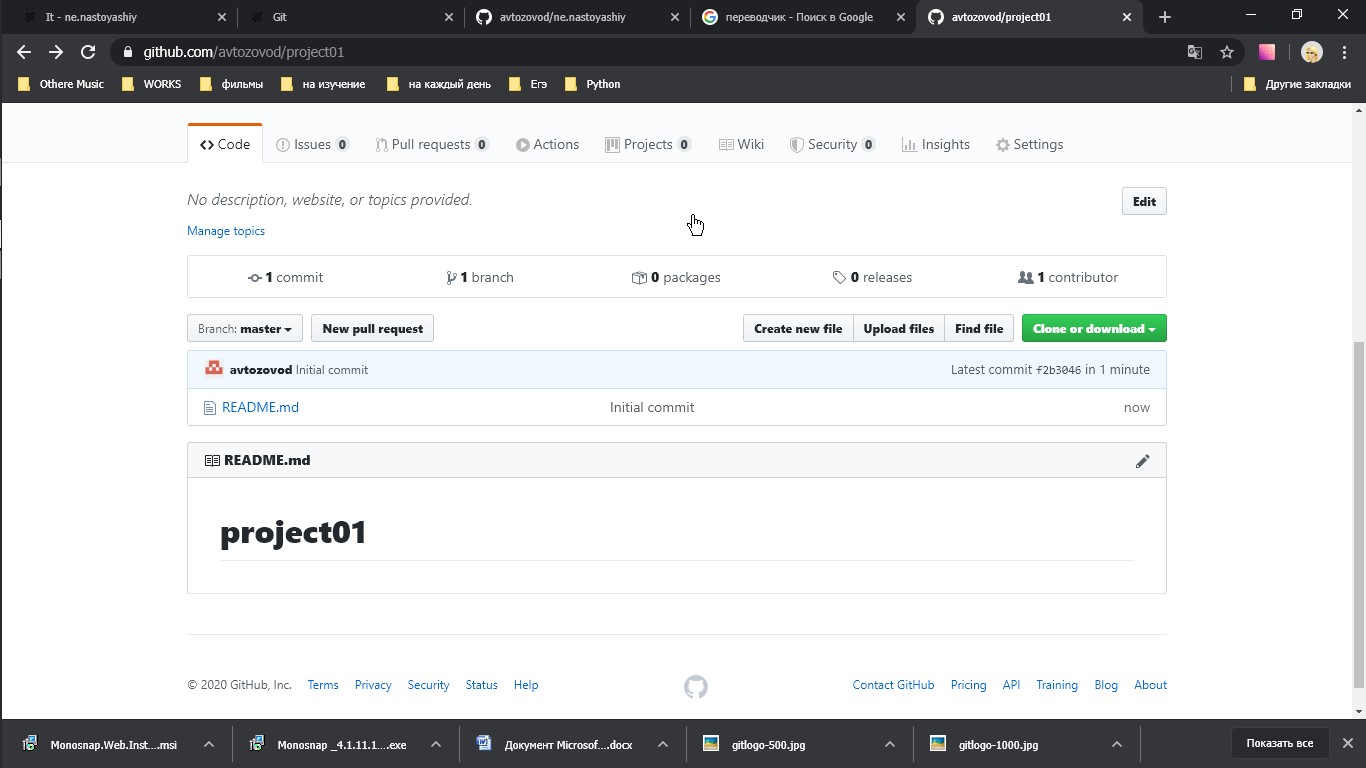 It - ne.nastoyashiy Git avtozovod/ne.nastoyashiy переводчик - Поиск в Google avtozovod/project01
github.com/avtozovod/project01
Othere Music WORKS фильмы на изучение на каждый день Егэ Python Другие закладки
Code Issues 0 Pull requests 0 Actions Projects 0 Wiki Security 0 Insights Settings
No description, website, or topics provided. Edit
Manage topics
1 commit 1 branch 0 packages 0 releases 1 contributor
Branch: master New pull request Create new file Upload files Find file Clone or download
avtozovod Initial commit Latest commit f2b3046 in 1 minute
README.md Initial commit now
README.md
project01
© 2020 GitHub, Inc. Terms Privacy Security Status Help Contact GitHub Pricing API Training Blog About
Monosnap.Web.Inst....msi Monosnap _4.1.11.1....exe Документ Microsof....docx gitlogo-500.jpg gitlogo-1000.jpg Показать все